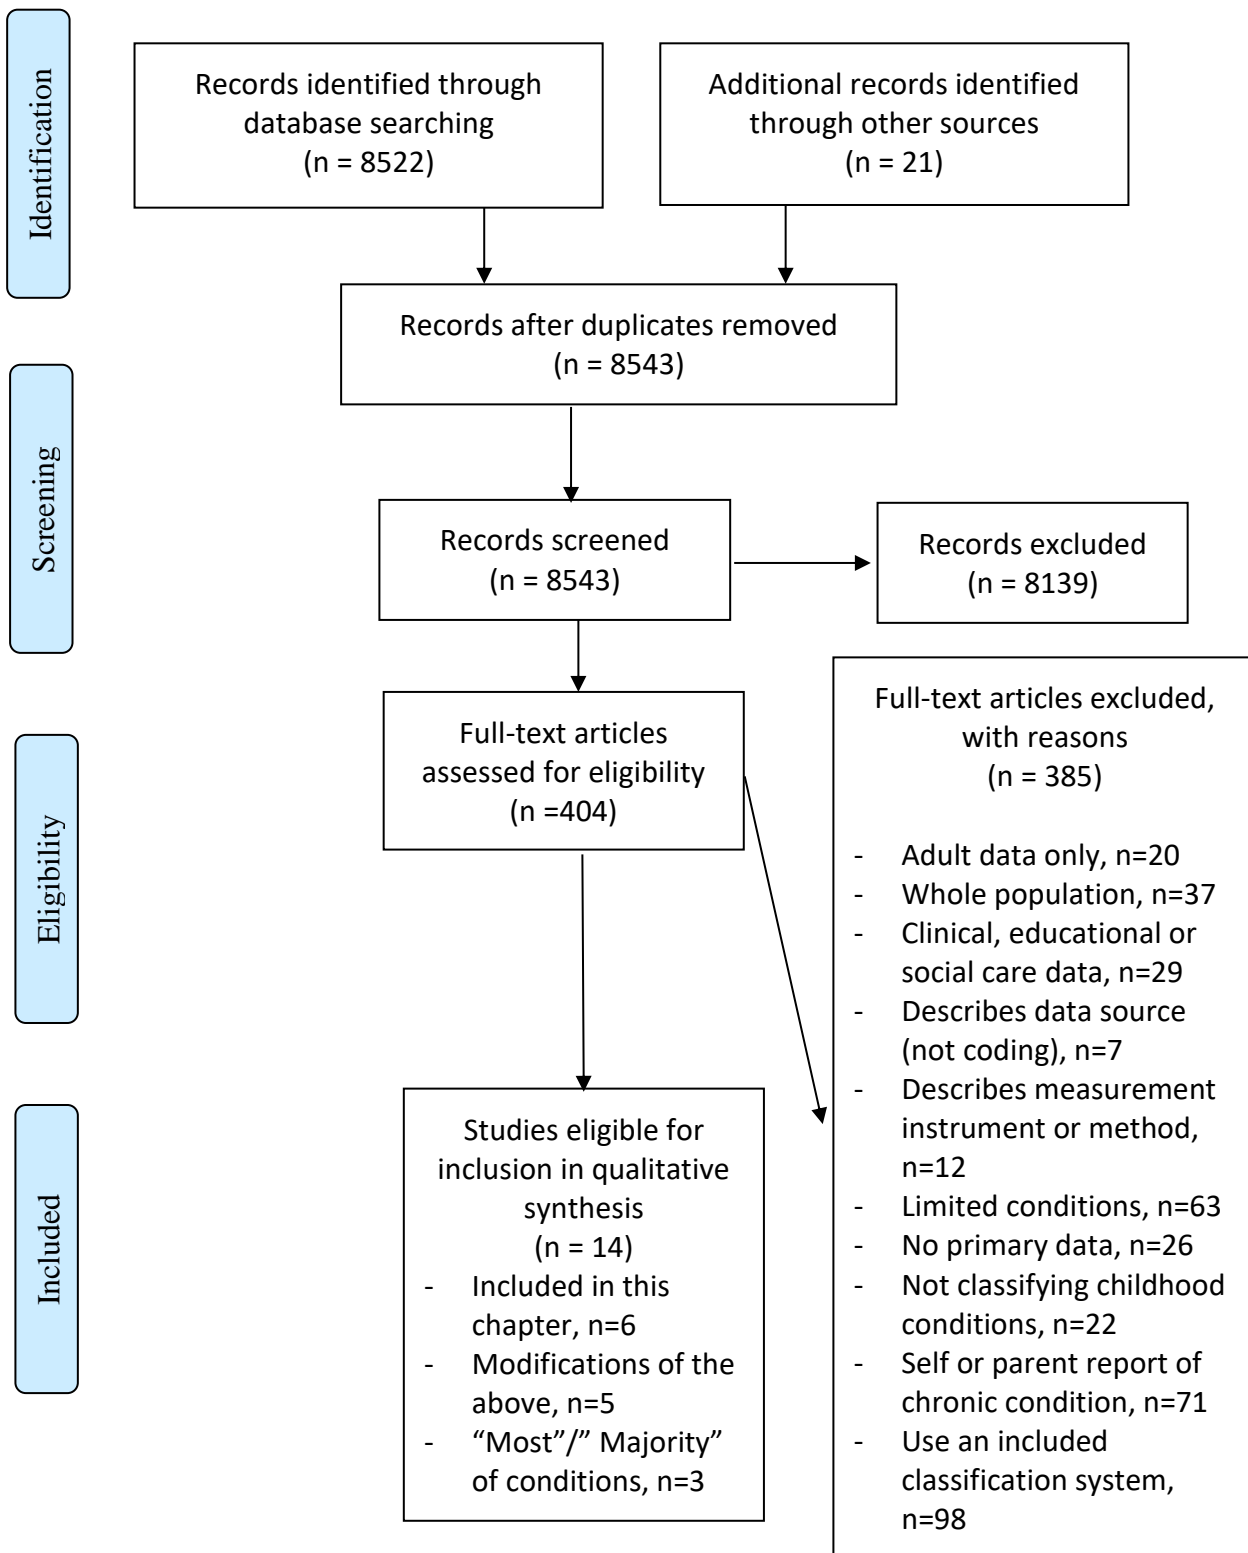 Identification
Records identified through
database searching
(n = 8522)
Additional records identified
through other sources
(n = 21)
Records after duplicates removed
(n = 8543)
Screening
Records screened
(n = 8543)
Records excluded
(n = 8139)
Eligibility
Full-text articles
assessed for eligibility
(n =404)
Full-text articles excluded,
with reasons
(n = 385)
- Adult data only, n=20
- Whole population, n=37
- Clinical, educational or
social care data, n=29
- Describes data source
(not coding), n=7
- Describes measurement
instrument or method,
n=12
- Limited conditions, n=63
- No primary data, n=26
- Not classifying childhood
conditions, n=22
- Self or parent report of
chronic condition, n=71
- Use an included
classification system,
n=98
Included
Studies eligible for
inclusion in qualitative
synthesis
(n = 14)
- Included in this
chapter, n=6
- Modifications of the
above, n=5
- “Most”/” Majority”
of conditions, n=3